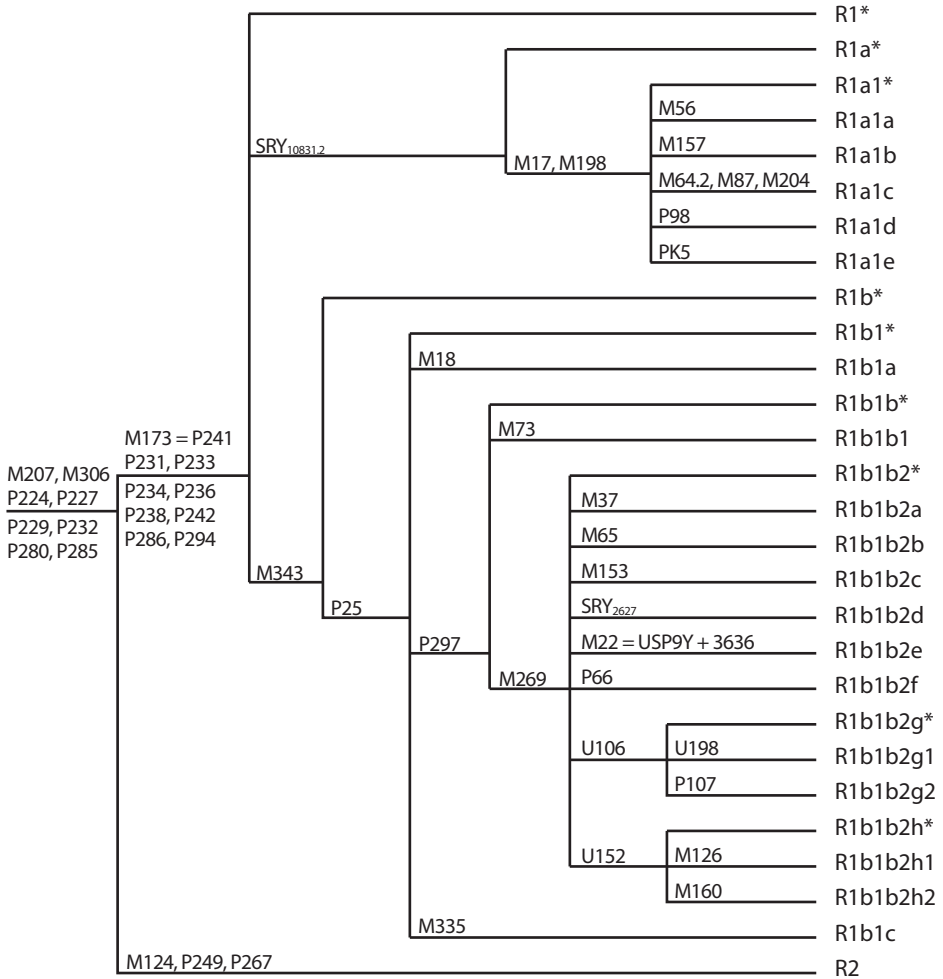 R1*
R1a*
R1a1*
M56
R1a1a
SRY10831.2
M157
R1a1b
M17, M198
M64.2, M87, M204
R1a1c
P98
R1a1d
PK5
R1a1e
R1b*
R1b1*
M18
R1b1a
R1b1b*
M73
R1b1b1
M173 = P241
P231, P233
P234, P236
P238, P242
P286, P294
M207, M306
P224, P227
P229, P232
P280, P285
R1b1b2*
M37
R1b1b2a
M65
R1b1b2b
M343
M153
R1b1b2c
P25
SRY2627
R1b1b2d
P297
M22 = USP9Y + 3636
R1b1b2e
M269
P66
R1b1b2f
R1b1b2g*
U106
U198
R1b1b2g1
P107
R1b1b2g2
R1b1b2h*
U152
M126
R1b1b2h1
M160
R1b1b2h2
M335
R1b1c
M124, P249, P267
R2